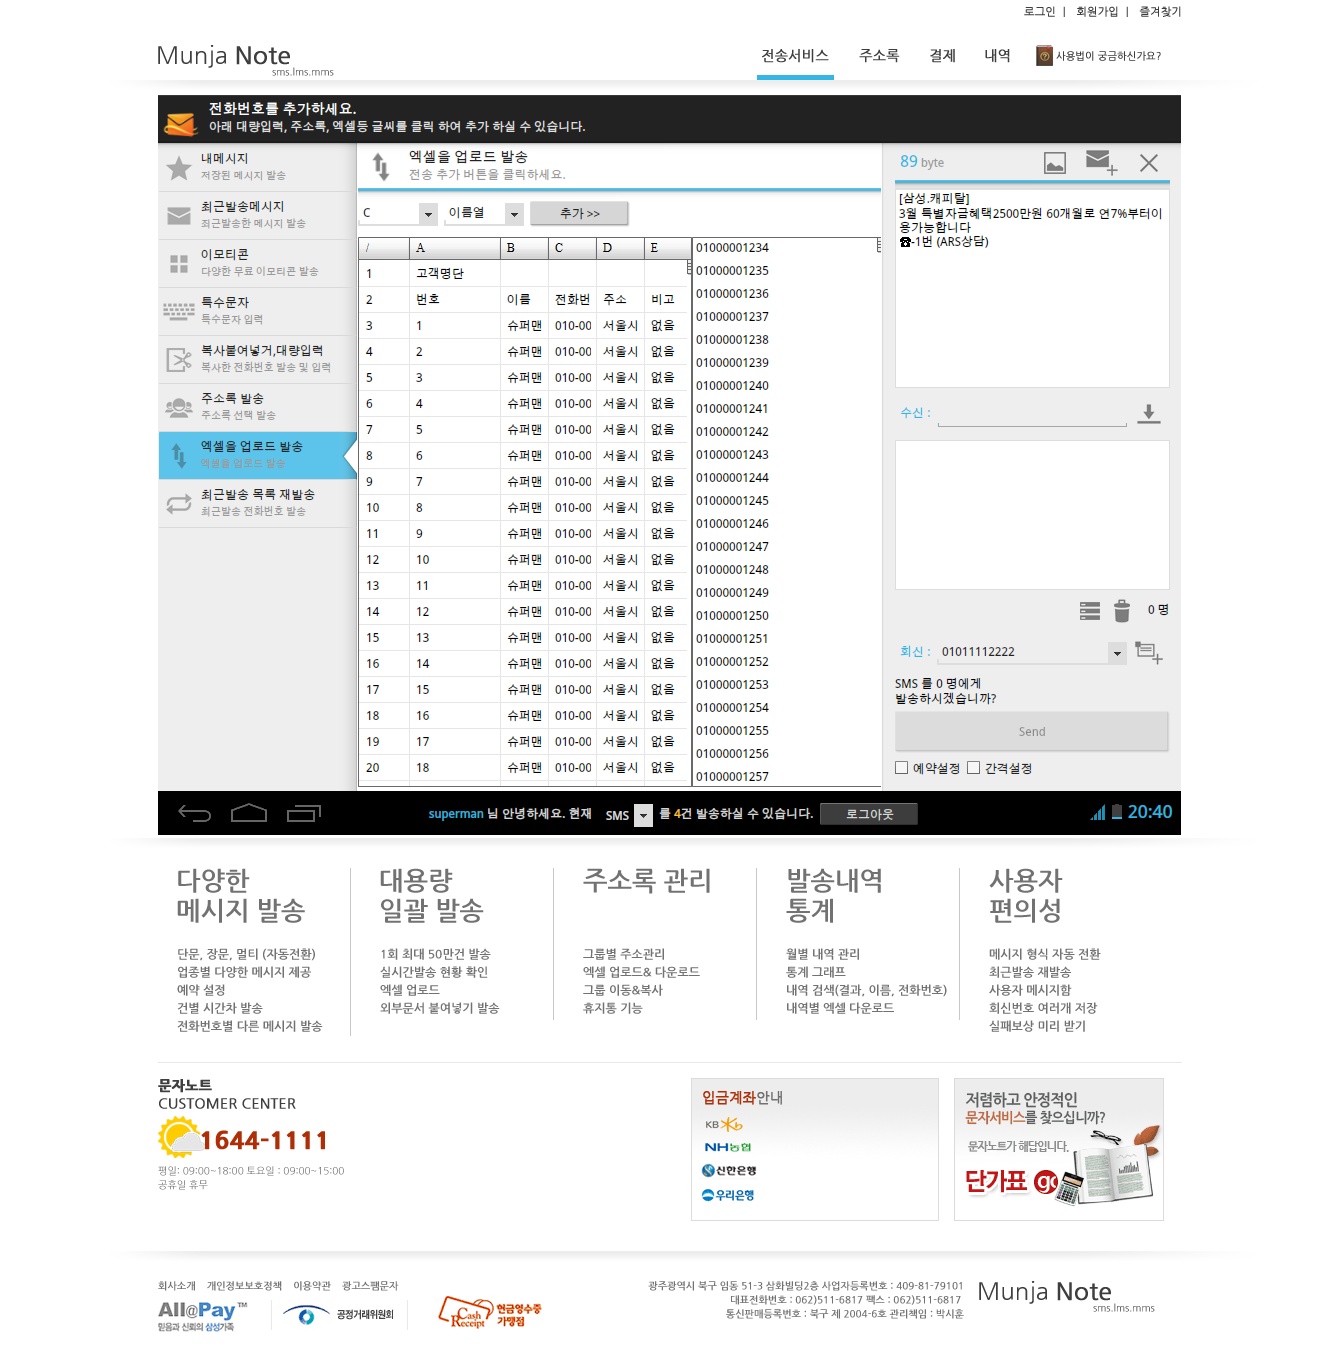 로그인 | 회원가입 | 즐겨찾기
Munja Note
sms.lms.mms
전송서비스 주소록 결제 내역 사용법이 궁금하신가요?
전화번호를 추가하세요.
아래 대량입력, 주소록, 엑셀등 글씨를 클릭 하여 추가 하실 수 있습니다.
내메시지
저장된 메시지 발송
최근발송메시지
최근발송한 메시지 발송
이모티콘
다양한 무료 이모티콘 발송
특수문자
특수문자 입력
복사붙여넣거,대량입력
복사한 전화번호 발송 및 입력
주소록 발송
주소록 선택 발송
엑셀을 업로드 발송
엑셀을 업로드 발송
최근발송 목록 재발송
최근발송 전화번호 발송
엑셀을 업로드 발송
전송 추가 버튼을 클릭하세요.
C 이름열 추가 >>
/ A B C D E
1 고객명단
2 번호 이름 전화번 주소 비고
3 1 슈퍼맨 010-00 서울시 없음
4 2 슈퍼맨 010-00 서울시 없음
5 3 슈퍼맨 010-00 서울시 없음
6 4 슈퍼맨 010-00 서울시 없음
7 5 슈퍼맨 010-00 서울시 없음
8 6 슈퍼맨 010-00 서울시 없음
9 7 슈퍼맨 010-00 서울시 없음
10 8 슈퍼맨 010-00 서울시 없음
11 9 슈퍼맨 010-00 서울시 없음
12 10 슈퍼맨 010-00 서울시 없음
13 11 슈퍼맨 010-00 서울시 없음
14 12 슈퍼맨 010-00 서울시 없음
15 13 슈퍼맨 010-00 서울시 없음
16 14 슈퍼맨 010-00 서울시 없음
17 15 슈퍼맨 010-00 서울시 없음
18 16 슈퍼맨 010-00 서울시 없음
19 17 슈퍼맨 010-00 서울시 없음
20 18 슈퍼맨 010-00 서울시 없음
01000001234
01000001235
01000001236
01000001237
01000001238
01000001239
01000001240
01000001241
01000001242
01000001243
01000001244
01000001245
01000001246
01000001247
01000001248
01000001249
01000001250
01000001251
01000001252
01000001253
01000001254
01000001255
01000001256
01000001257
89 byte
[삼성.캐피탈]
3월 특별자금혜택2500만원 60개월로 연7%부터이
용가능합니다
☎-1번 (ARS상담)
수신 :
0 명
회신 : 01011112222
SMS 를 0 명에게
발송하시겠습니까?
Send
예약설정 간격설정
superman 님 안녕하세요. 현재 SMS 를 4건 발송하실 수 있습니다. 로그아웃
20:40
다양한
메시지 발송
단문, 장문, 멀티 (자동전환)
업종별 다양한 메시지 제공
예약 설정
건별 시간차 발송
전화번호별 다른 메시지 발송
대용량
일괄 발송
1회 최대 50만건 발송
실시간발송 현황 확인
엑셀 업로드
외부문서 붙여넣기 발송
주소록 관리
그룹별 주소관리
엑셀 업로드& 다운로드
그룹 이동&복사
휴지통 기능
발송내역
통계
월별 내역 관리
통계 그래프
내역 검색(결과, 이름, 전화번호)
내역별 엑셀 다운로드
사용자
편의성
메시지 형식 자동 전환
최근발송 재발송
사용자 메시지함
회신번호 여러개 저장
실패보상 미리 받기
문자노트
CUSTOMER CENTER
1644-1111
평일: 09:00~18:00 토요일 : 09:00~15:00
공휴일 휴무
입금계좌안내
KB
NH농협
신한은행
우리은행
저렴하고 안정적인
문자서비스를 찾으십니까?
문자노트가 해답입니다.
단가표 go
회사소개 개인정보보호정책 이용약관 광고스팸문자
All@Pay™
믿음과 신뢰의 삼성가족
공정거래위원회
Cash Receipt
현금영수증
가맹점
광주광역시 북구 임동 51-3 삼화빌딩2층 사업자등록번호 : 409-81-79101
대표전화번호 : 062)511-6817 팩스 : 062)511-6817
통신판매등록번호 : 북구 제 2004-6호 관리책임 : 박시훈
Munja Note
sms.lms.mms